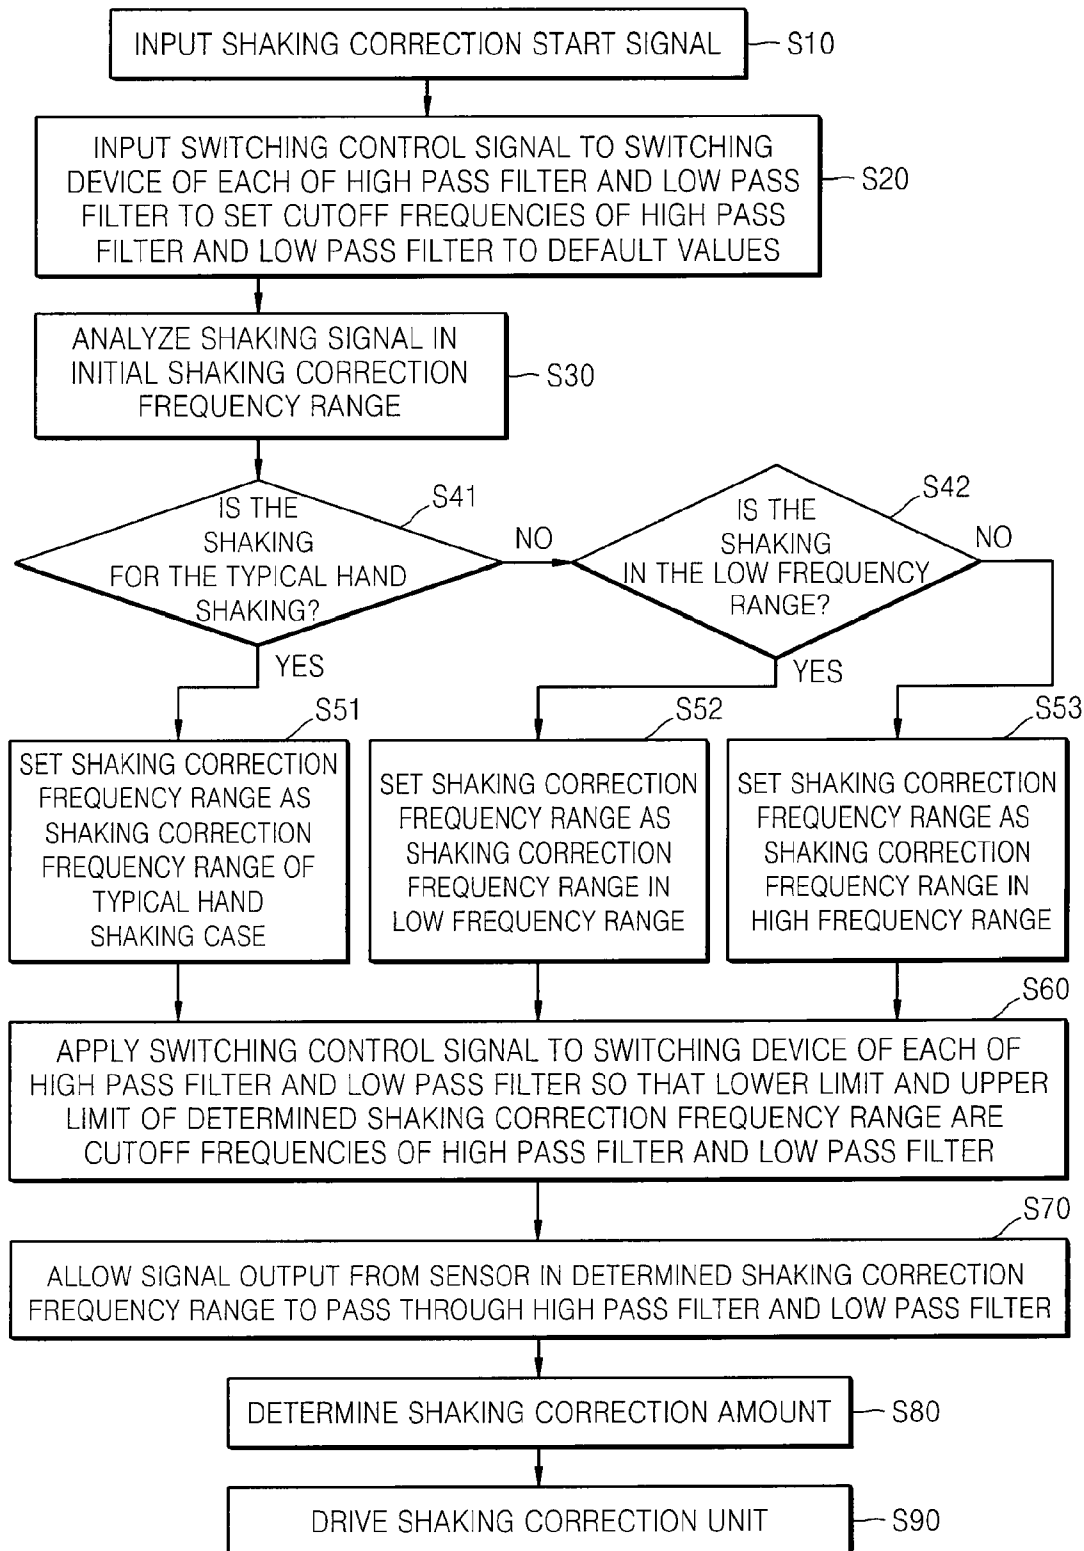 INPUT SHAKING CORRECTION START SIGNAL
S10
INPUT SWITCHING CONTROL SIGNAL TO SWITCHING
DEVICE OF EACH OF HIGH PASS FILTER AND LOW PASS
FILTER TO SET CUTOFF FREQUENCIES OF HIGH PASS
FILTER AND LOW PASS FILTER TO DEFAULT VALUES
S20
ANALYZE SHAKING SIGNAL IN
INITIAL SHAKING CORRECTION
FREQUENCY RANGE
S30
IS THE
SHAKING
FOR THE TYPICAL HAND
SHAKING?
S41
NO
YES
IS THE
SHAKING
IN THE LOW FREQUENCY
RANGE?
S42
NO
YES
S51
SET SHAKING CORRECTION
FREQUENCY RANGE AS
SHAKING CORRECTION
FREQUENCY RANGE OF
TYPICAL HAND
SHAKING CASE
S52
SET SHAKING CORRECTION
FREQUENCY RANGE AS
SHAKING CORRECTION
FREQUENCY RANGE IN
LOW FREQUENCY RANGE
S53
SET SHAKING CORRECTION
FREQUENCY RANGE AS
SHAKING CORRECTION
FREQUENCY RANGE IN
HIGH FREQUENCY RANGE
S60
APPLY SWITCHING CONTROL SIGNAL TO SWITCHING DEVICE OF EACH OF
HIGH PASS FILTER AND LOW PASS FILTER SO THAT LOWER LIMIT AND UPPER
LIMIT OF DETERMINED SHAKING CORRECTION FREQUENCY RANGE ARE
CUTOFF FREQUENCIES OF HIGH PASS FILTER AND LOW PASS FILTER
S70
ALLOW SIGNAL OUTPUT FROM SENSOR IN DETERMINED SHAKING CORRECTION
FREQUENCY RANGE TO PASS THROUGH HIGH PASS FILTER AND LOW PASS FILTER
DETERMINE SHAKING CORRECTION AMOUNT
S80
DRIVE SHAKING CORRECTION UNIT
S90